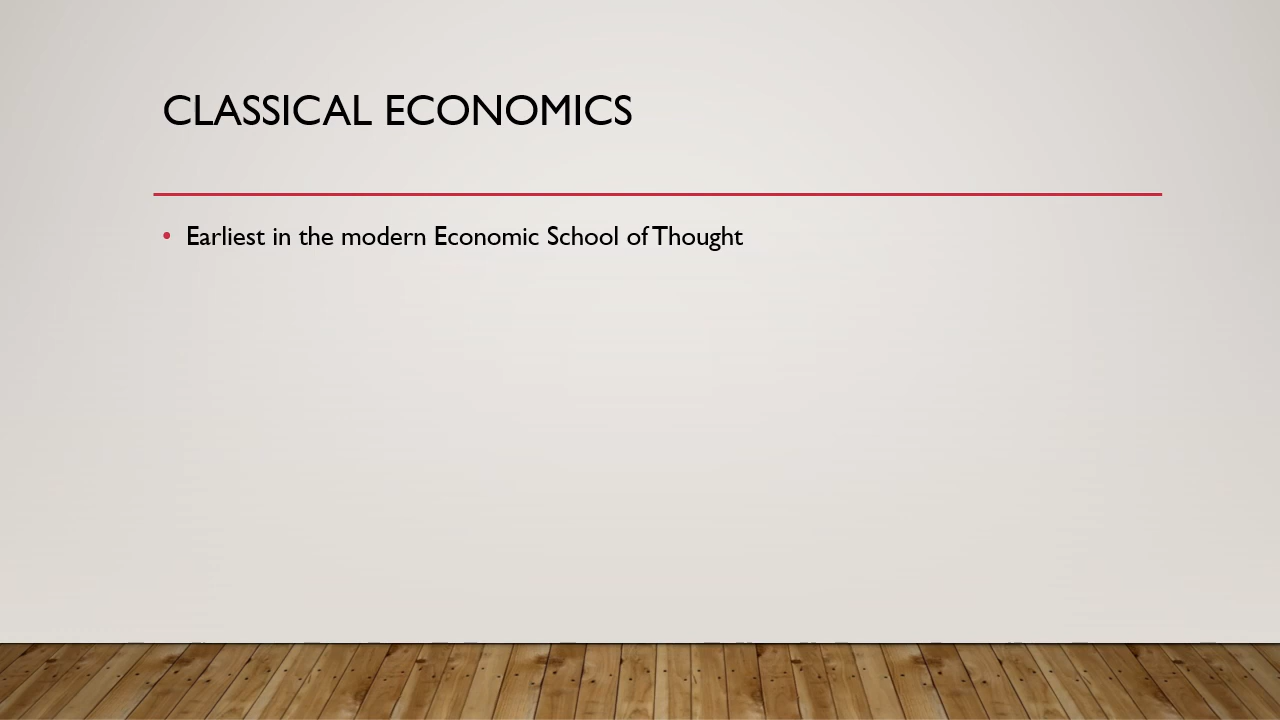 CLASSICAL ECONOMICS
• Earliest in the modern Economic School of Thought